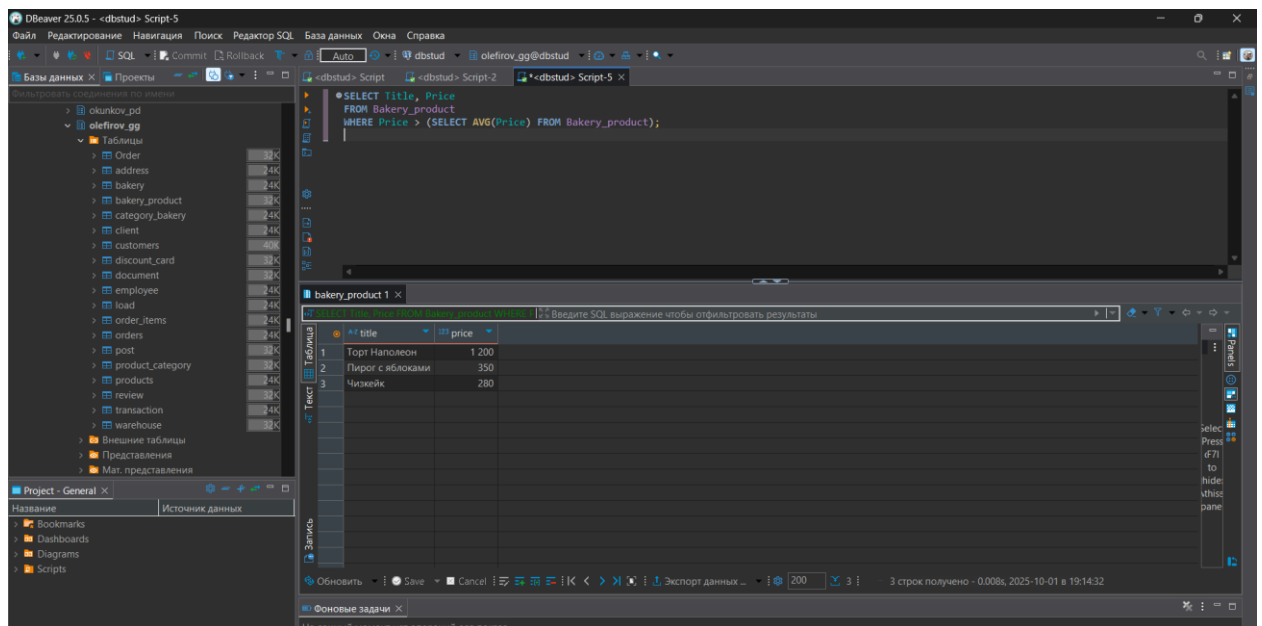 DBeaver 25.0.5 - <dbstud> Script-5
Файл Редактирование Навигация Поиск Редактор SQL База данных Окна Справка
SQL Commit Rollback Auto dbstud olefirov_gg@dbstud
Базы данных Проекты
<dbstud> Script <dbstud> Script-2 *<dbstud> Script-5
Фильтровать соединения по имени
okunkov_pd
olefirov_gg
Таблицы
Order 32K
address 24K
bakery 24K
bakery_product 32K
category_bakery 24K
client 24K
customers 40K
discount_card 32K
document 32K
employee 24K
load 24K
order_items 24K
orders 24K
post 32K
product_category 32K
products 24K
review 32K
transaction 24K
warehouse 32K
Внешние таблицы
Представления
Мат. представления
SELECT Title, Price
FROM Bakery_product
WHERE Price > (SELECT AVG(Price) FROM Bakery_product);
bakery_product 1
SELECT Title, Price FROM Bakery_product WHERE Введите SQL выражение чтобы отфильтровать результаты
Таблица
Текст
Запись
title price
1 Торт Наполеон 1 200
2 Пирог с яблоками 350
3 Чизкейк 280
Panels
Selec
Press
(F7)
to
hide
this
pane
Обновить Save Cancel Экспорт данных ... 200 3 3 строк получено - 0.008s, 2025-10-01 в 19:14:32
Project - General
Название Источник данных
Bookmarks
Dashboards
Diagrams
Scripts
Фоновые задачи